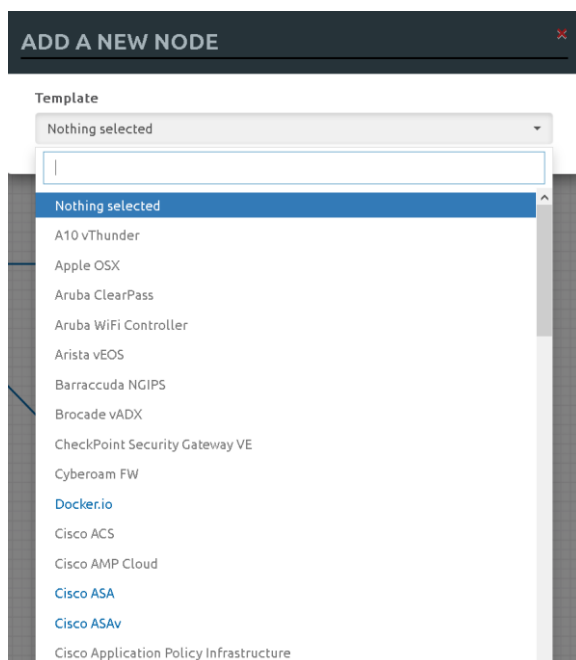 ADD A NEW NODE
Template
Nothing selected
Nothing selected
A10 vThunder
Apple OSX
Aruba ClearPass
Aruba WiFi Controller
Arista vEOS
Barraccuda NGIPS
Brocade vADX
CheckPoint Security Gateway VE
Cyberoam FW
Docker.io
Cisco ACS
Cisco AMP Cloud
Cisco ASA
Cisco ASAv
Cisco Application Policy Infrastructure